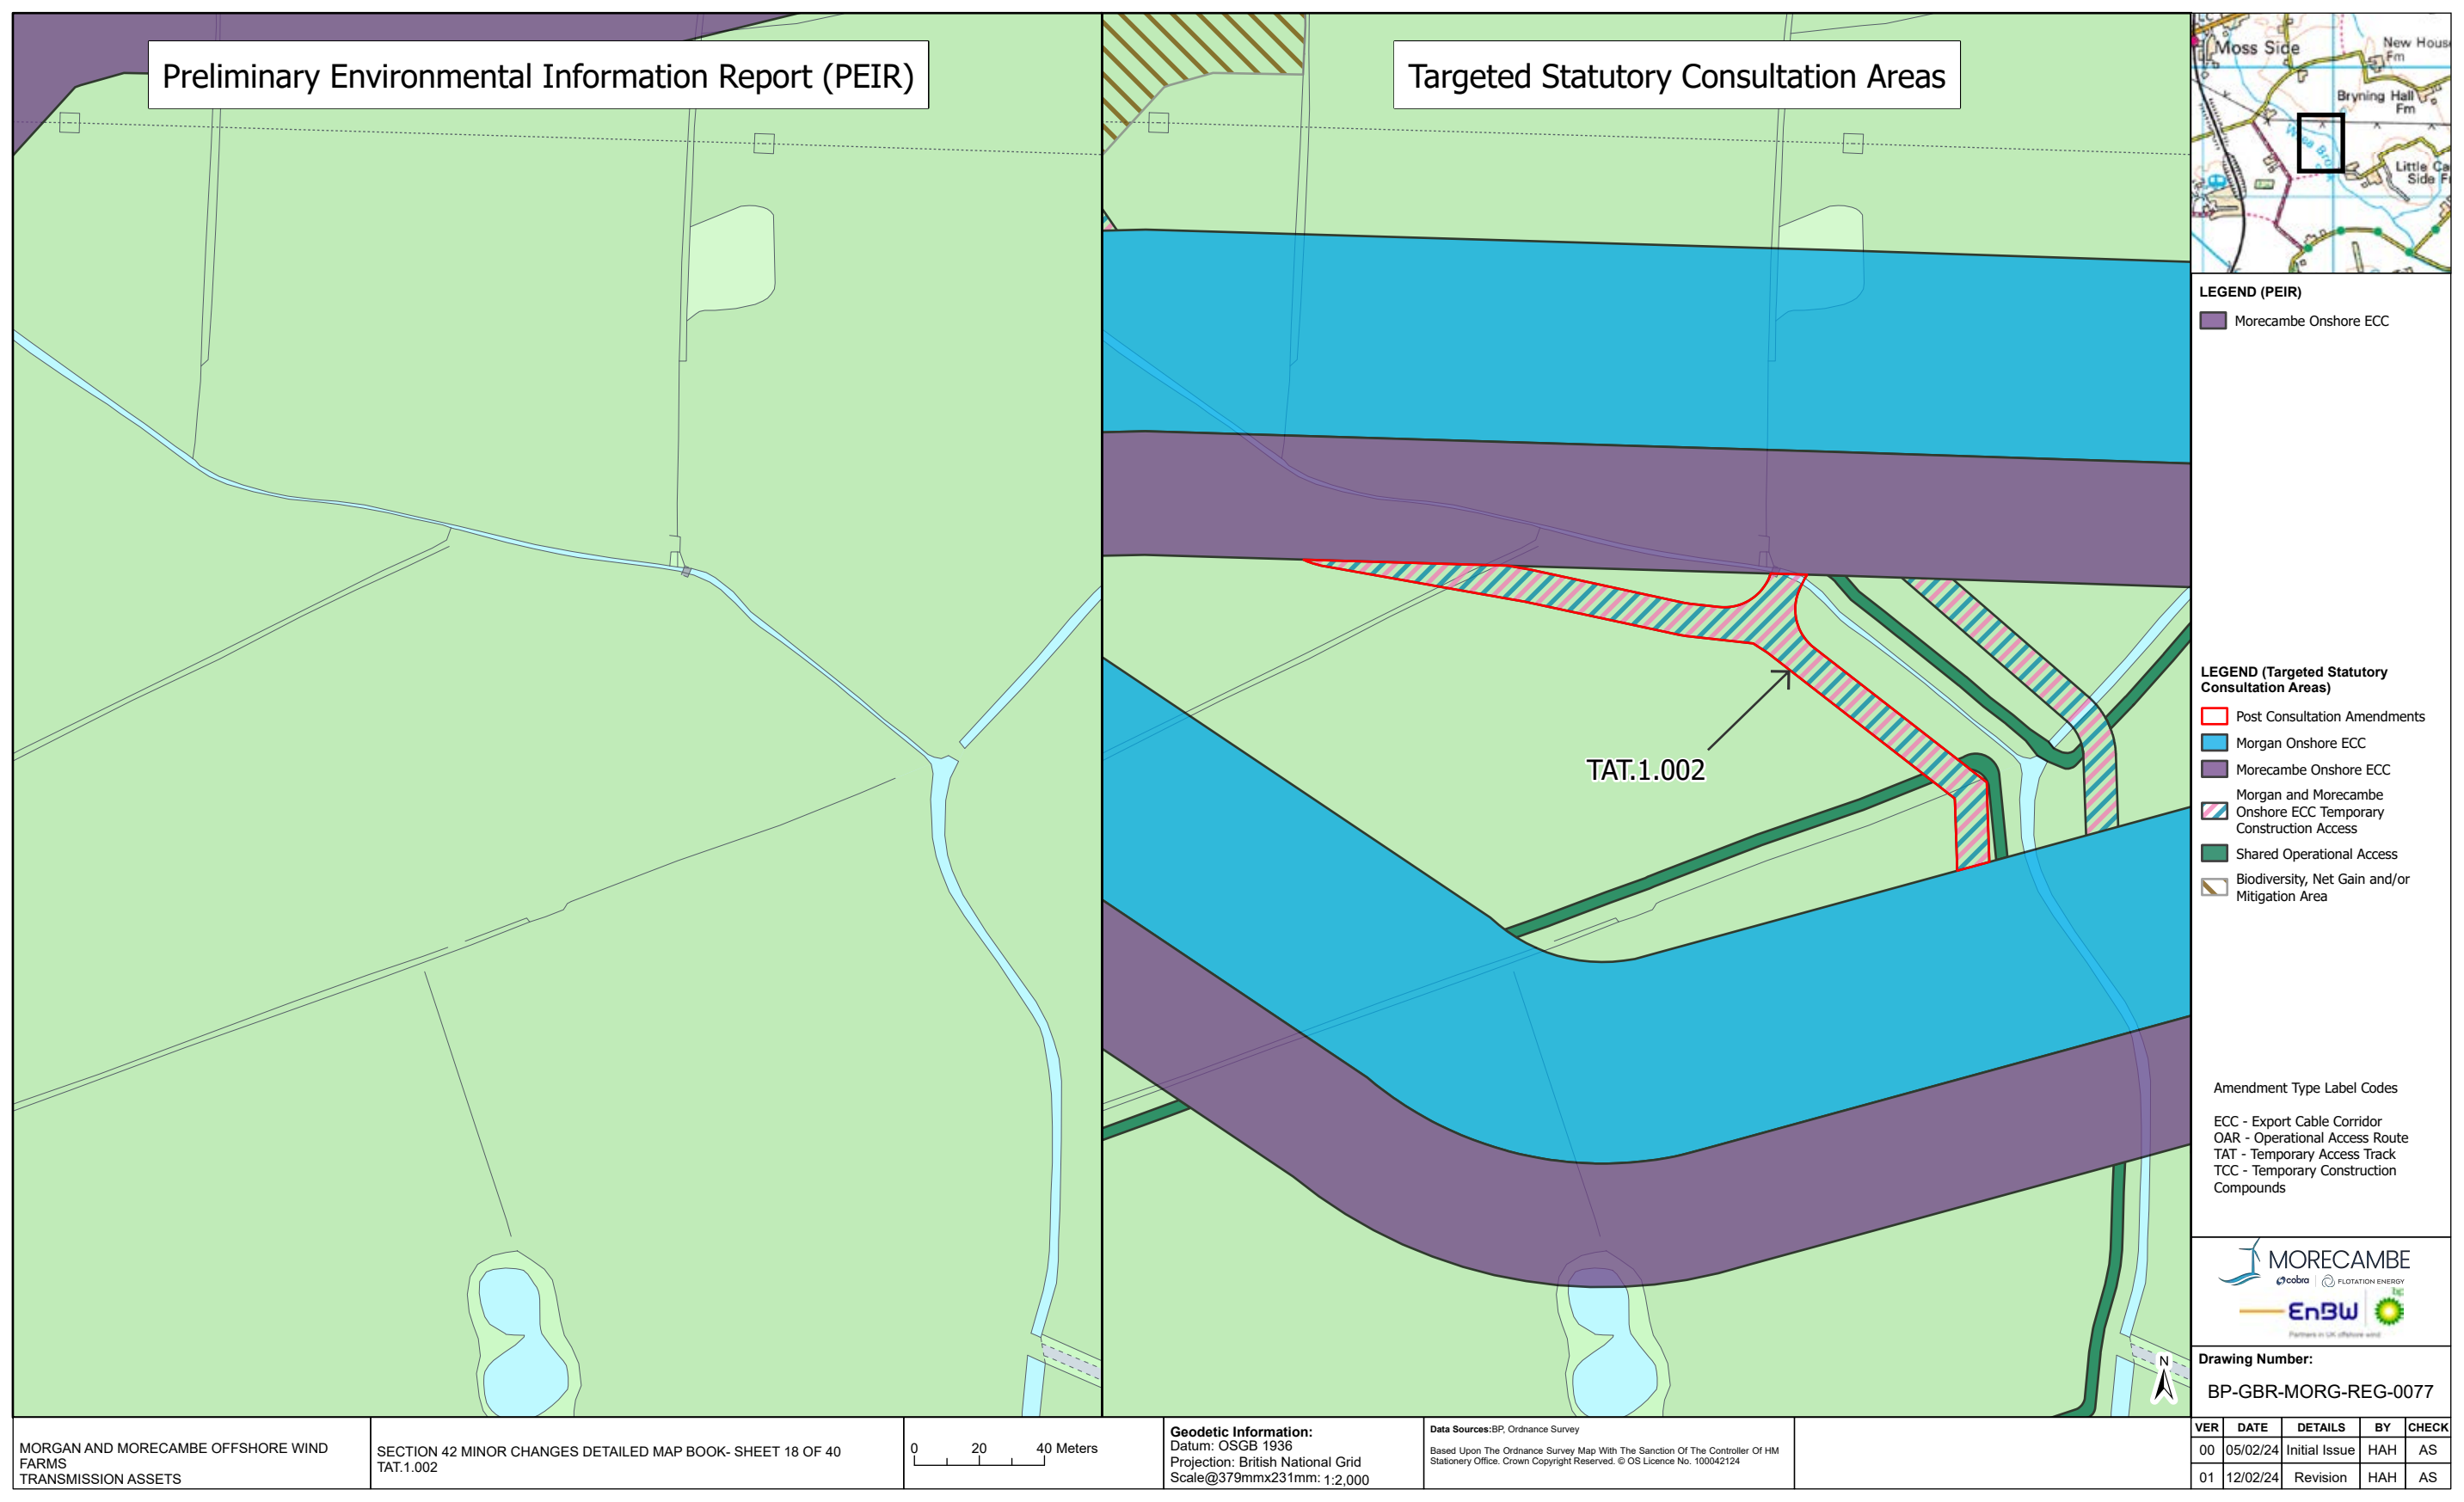 Preliminary Environmental Information Report (PEIR)
Targeted Statutory Consultation Areas
TAT.1.002
Moss Side
New Hous
Fm
Bryning Hall
Fm
Little Ca
Side F
LEGEND (PEIR)
Morecambe Onshore ECC
LEGEND (Targeted Statutory
Consultation Areas)
Post Consultation Amendments
Morgan Onshore ECC
Morecambe Onshore ECC
Morgan and Morecambe
Onshore ECC Temporary
Construction Access
Shared Operational Access
Biodiversity, Net Gain and/or
Mitigation Area
Amendment Type Label Codes
ECC - Export Cable Corridor
OAR - Operational Access Route
TAT - Temporary Access Track
TCC - Temporary Construction
Compounds
MORECAMBE
cobra FLOTATION ENERGY
EnBW bp
Partners in UK offshore wind
N
Drawing Number:
BP-GBR-MORG-REG-0077
VER DATE DETAILS BY CHECK
00 05/02/24 Initial Issue HAH AS
01 12/02/24 Revision HAH AS
MORGAN AND MORECAMBE OFFSHORE WIND
FARMS
TRANSMISSION ASSETS
SECTION 42 MINOR CHANGES DETAILED MAP BOOK- SHEET 18 OF 40
TAT.1.002
0 20 40 Meters
Geodetic Information:
Datum: OSGB 1936
Projection: British National Grid
Scale@379mmx231mm: 1:2,000
Data Sources:BP, Ordnance Survey
Based Upon The Ordnance Survey Map With The Sanction Of The Controller Of HM
Stationery Office. Crown Copyright Reserved. © OS Licence No. 100042124